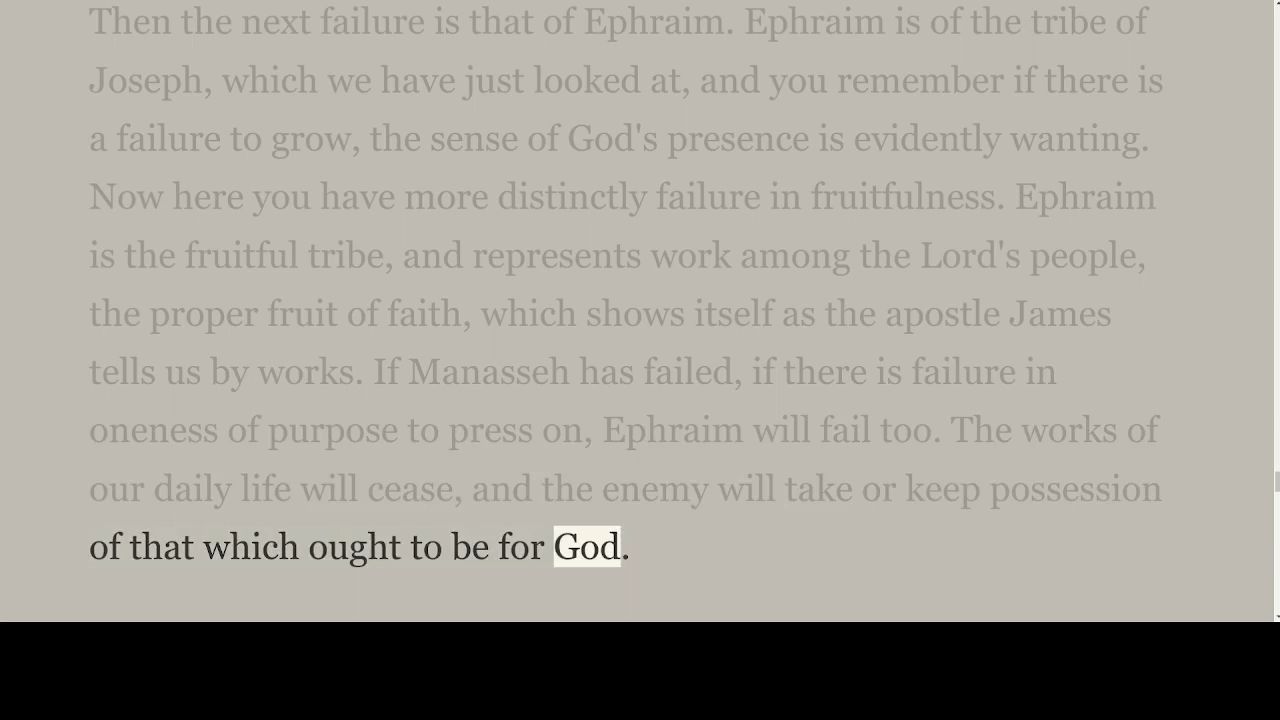 Then the next failure is that of Ephraim. Ephraim is of the tribe of
Joseph, which we have just looked at, and you remember if there is
a failure to grow, the sense of God's presence is evidently wanting.
Now here you have more distinctly failure in fruitfulness. Ephraim
is the fruitful tribe, and represents work among the Lord's people,
the proper fruit of faith, which shows itself as the apostle James
tells us by works. If Manasseh has failed, if there is failure in
oneness of purpose to press on, Ephraim will fail too. The works of
our daily life will cease, and the enemy will take or keep possession
of that which ought to be for God.